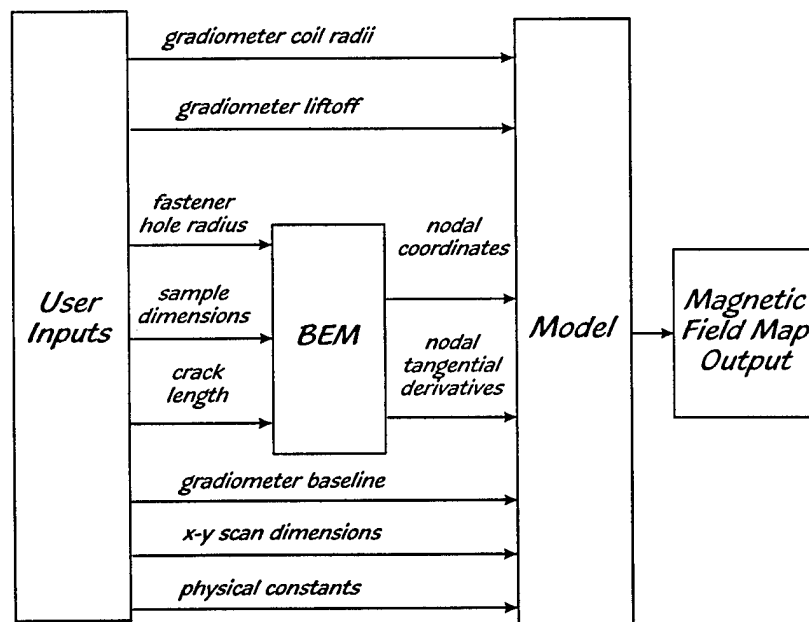 gradiometer coil radii
gradiometer liftoff
fastener
hole radius
nodal
coordinates
User
Inputs
sample
dimensions
BEM
Model
Magnetic
Field Map
Output
nodal
tangential
derivatives
crack
length
gradiometer baseline
x-y scan dimensions
physical constants